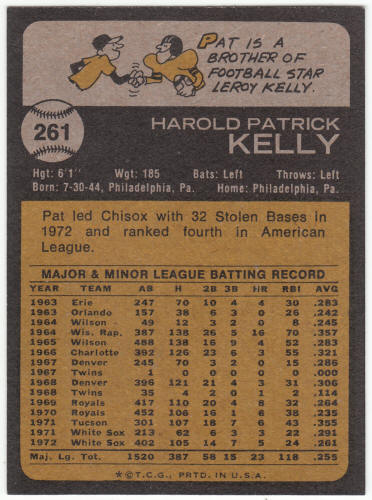 PAT IS A
BROTHER OF
FOOTBALL STAR
LEROY KELLY.
261
HAROLD PATRICK
KELLY
Hgt: 6'1" Wgt: 185 Bats: Left Throws: Left
Born: 7-30-44, Philadelphia, Pa. Home: Philadelphia, Pa.
Pat led Chisox with 32 Stolen Bases in
1972 and ranked fourth in American
League.
MAJOR & MINOR LEAGUE BATTING RECORD
YEAR TEAM AB H 2B 3B HR RBI AVG
1963 Erie 247 70 10 4 4 30 .283
1963 Orlando 157 38 6 3 0 26 .242
1964 Wilson 49 12 3 2 0 8 .245
1964 Wis. Rap. 387 138 26 5 16 70 .357
1965 Wilson 488 138 16 9 4 52 .283
1966 Charlotte 392 126 23 6 3 55 .321
1967 Denver 245 70 3 2 0 15 .286
1967 Twins 1 0 0 0 0 0 .000
1968 Denver 396 121 21 4 8 31 .306
1968 Twins 35 4 2 0 1 2 .114
1969 Royals 417 110 20 4 8 32 .264
1970 Royals 452 106 16 1 6 38 .235
1971 Tucson 301 107 18 7 6 43 .355
1971 White Sox 213 62 6 3 3 22 .291
1972 White Sox 402 105 14 7 5 24 .261
Maj. Lg. Tot. 1520 387 58 15 23 118 .255
*©T.C.G., PRTD. IN U.S.A.